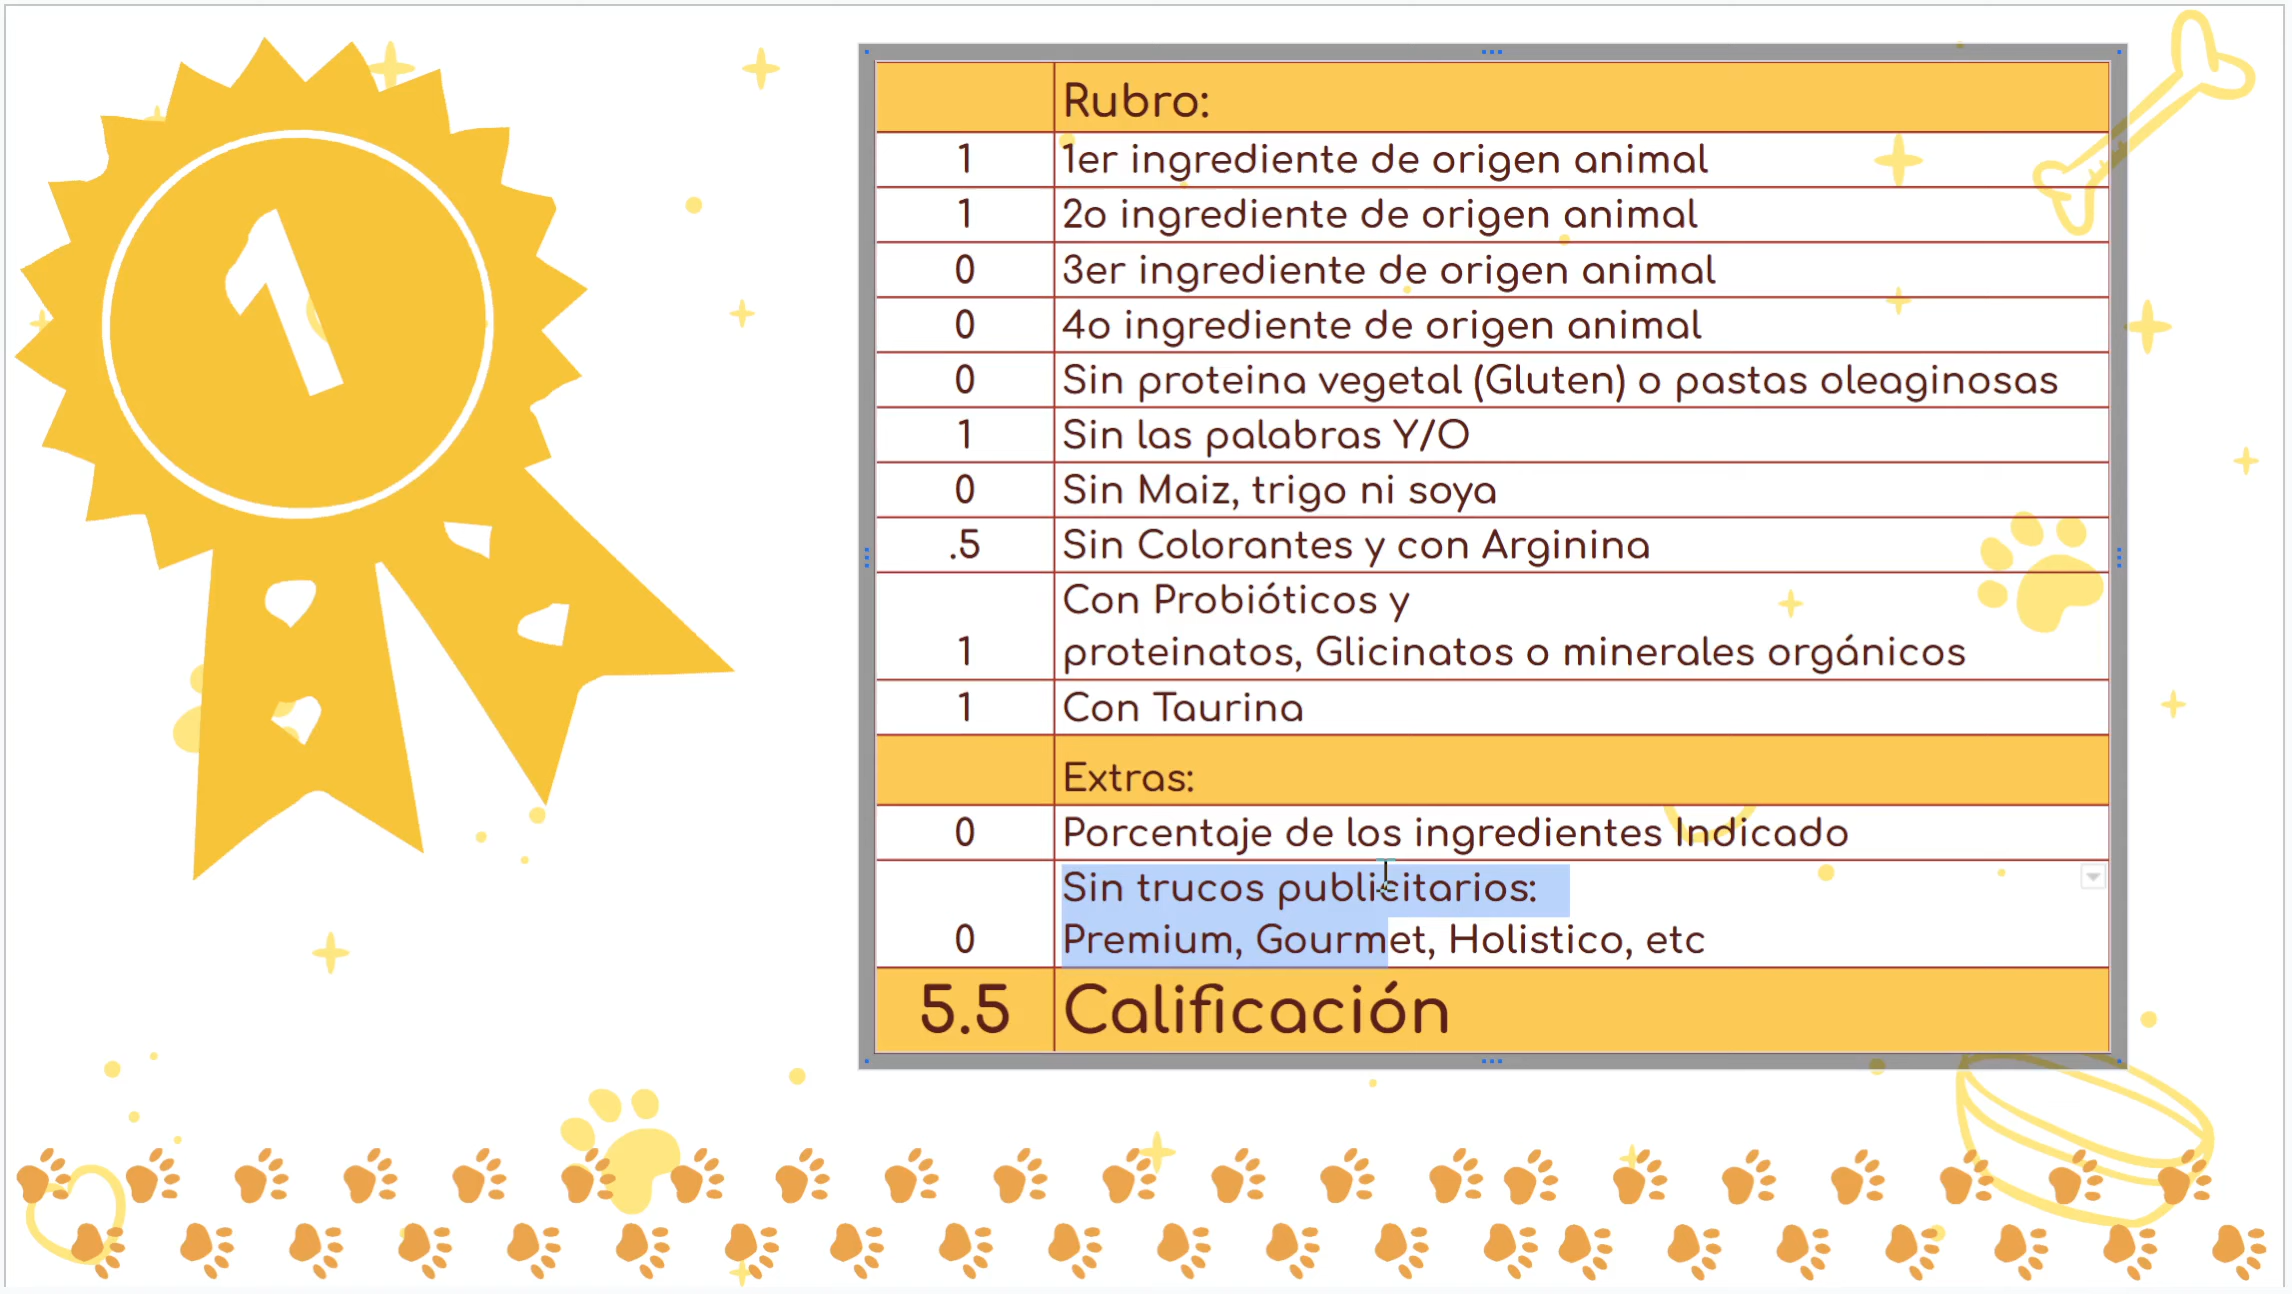 1
Rubro:
1 1er ingrediente de origen animal
1 2o ingrediente de origen animal
0 3er ingrediente de origen animal
0 4o ingrediente de origen animal
0 Sin proteina vegetal (Gluten) o pastas oleaginosas
1 Sin las palabras Y/O
0 Sin Maiz, trigo ni soya
.5 Sin Colorantes y con Arginina
Con Probióticos y
1 proteinatos, Glicinatos o minerales orgánicos
1 Con Taurina
Extras:
0 Porcentaje de los ingredientes Indicado
Sin trucos publicitarios:
0 Premium, Gourmet, Holistico, etc
5.5 Calificación